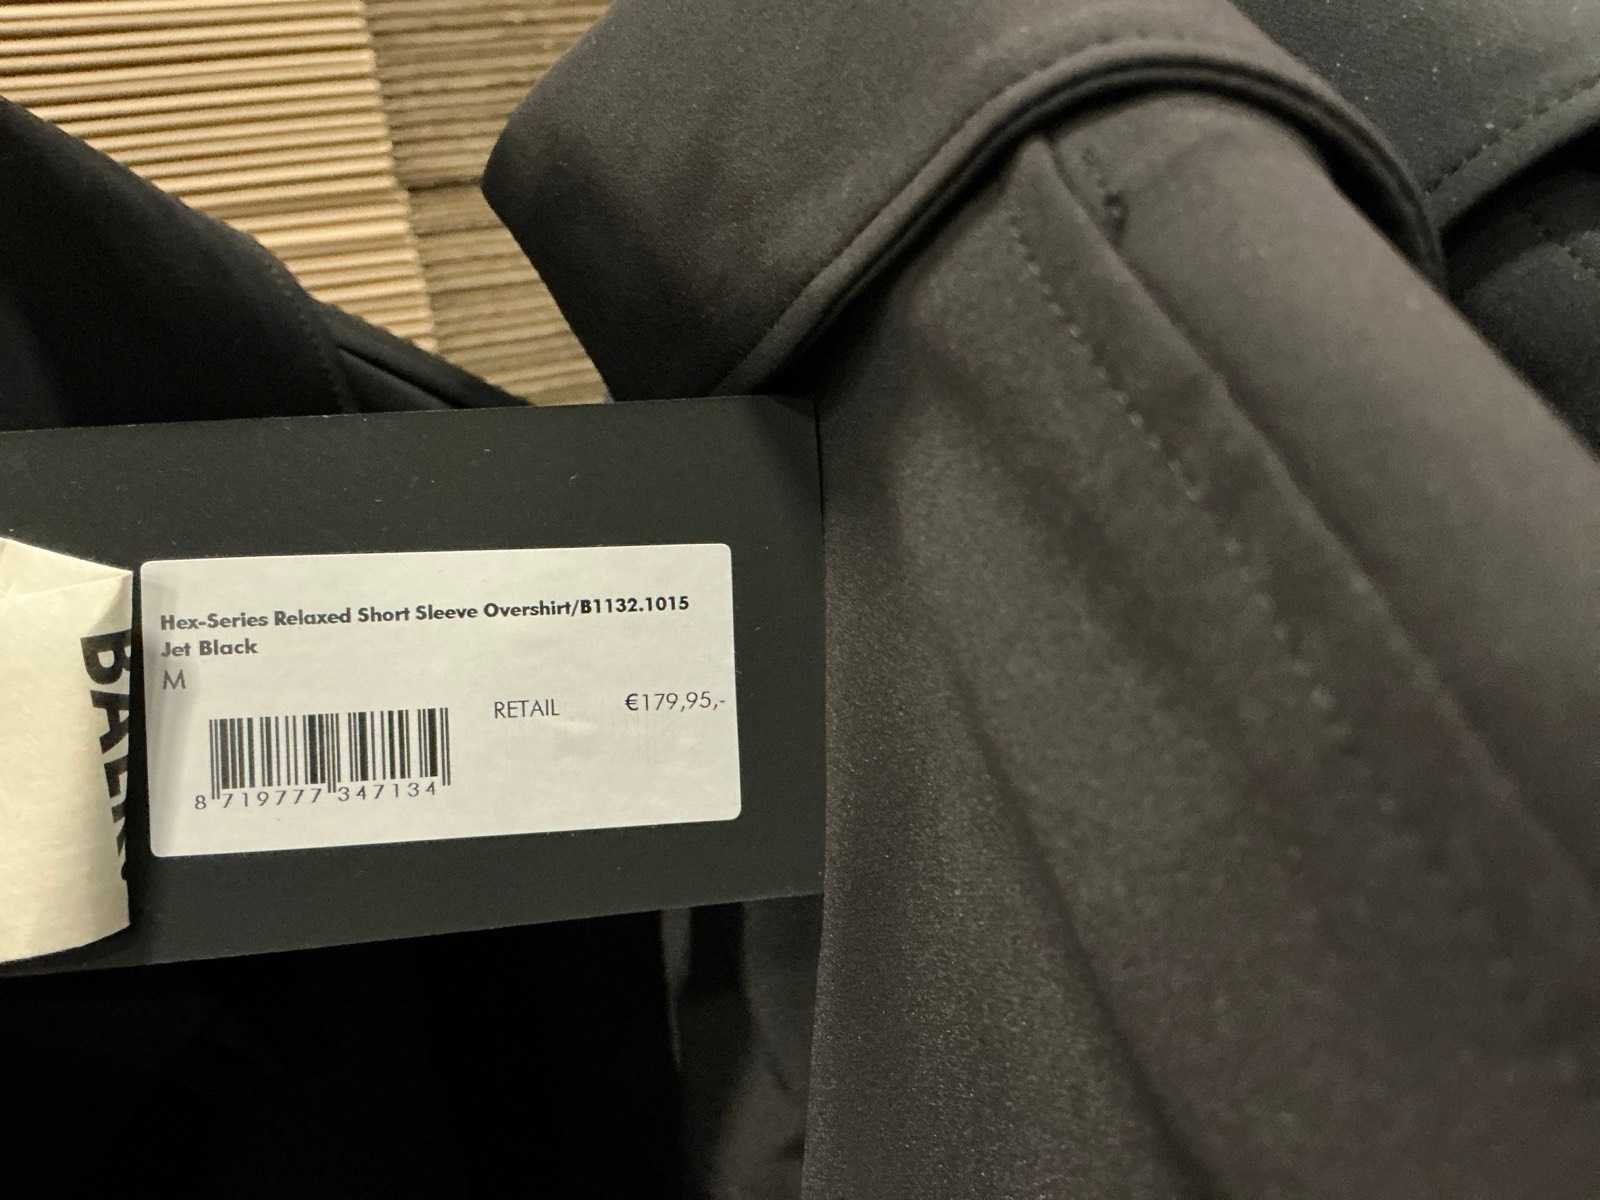 Hex-Series Relaxed Short Sleeve Overshirt/B1132.1015
Jet Black
M
RETAIL €179,95,-
8 719777 347134